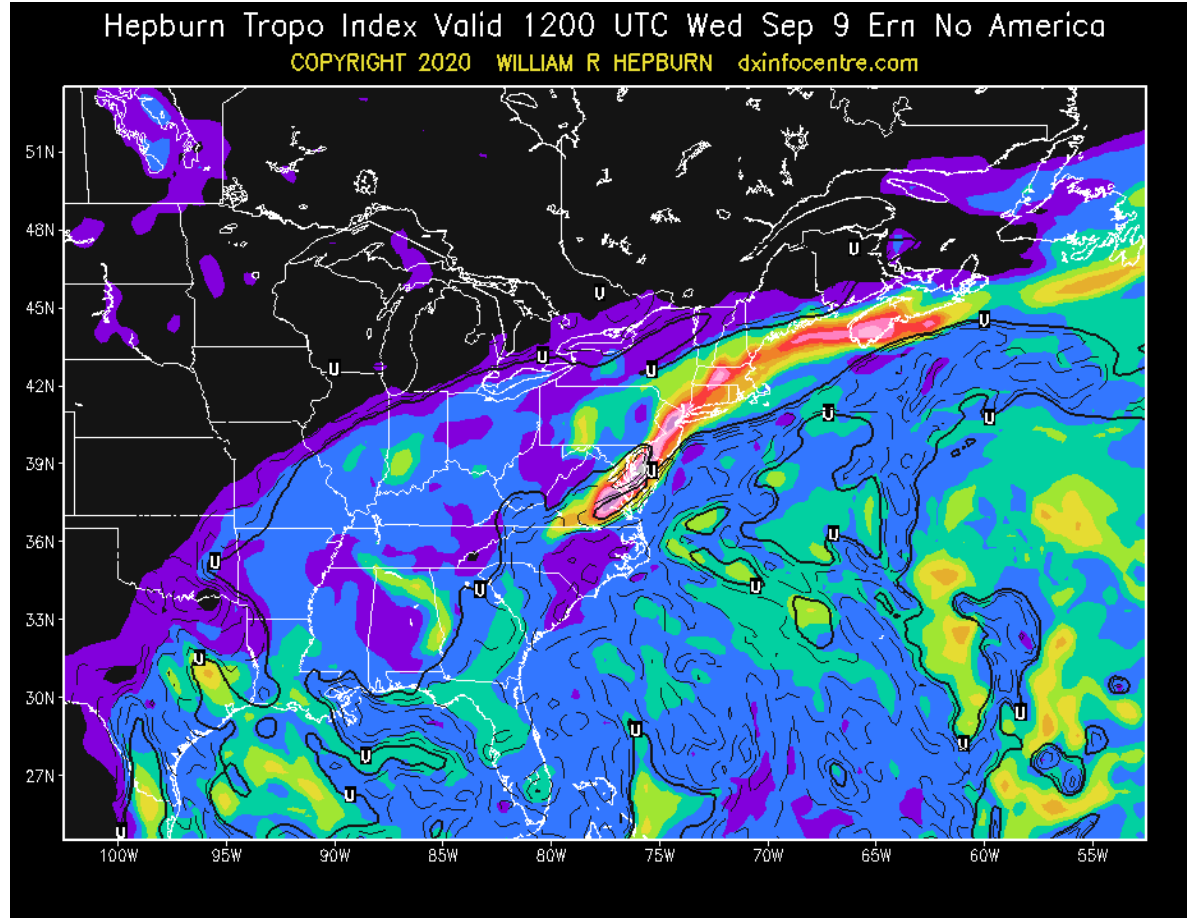 Hepburn Tropo Index Valid 1200 UTC Wed Sep 9 Ern No America
COPYRIGHT 2020 WILLIAM R HEPBURN dxinfocentre.com
51N
48N
U
V
45N
U
U
U
U
42N
U
U
39N
U
36N
U
U
U
U
33N
U
30N
U
U
U
U
27N
U
U
100W 95W 90W 85W 80W 75W 70W 65W 60W 55W